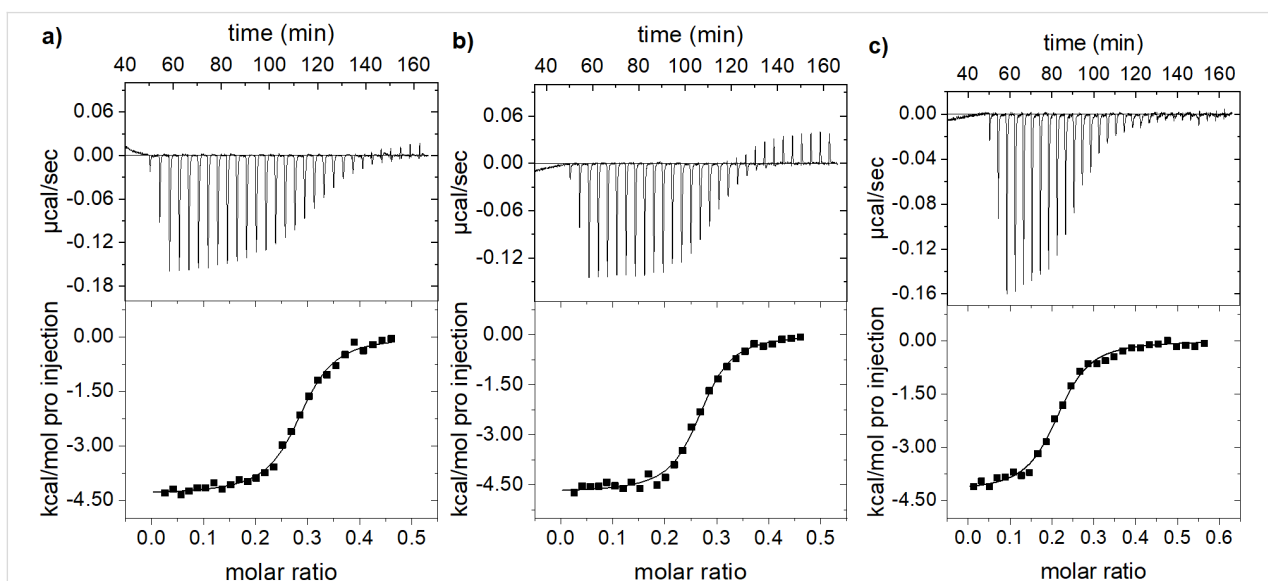 a)
time (min)
40 60 80 100 120 140 160
0.06
0.00
-0.06
-0.12
-0.18
µcal/sec
0.00
-1.50
-3.00
-4.50
kcal/mol pro injection
0.0 0.1 0.2 0.3 0.4 0.5
molar ratio
b)
time (min)
40 60 80 100 120 140 160
0.06
0.00
-0.06
-0.12
µcal/sec
0.00
-1.50
-3.00
-4.50
kcal/mol pro injection
0.0 0.1 0.2 0.3 0.4 0.5
molar ratio
c)
time (min)
40 60 80 100 120 140 160
0.00
-0.04
-0.08
-0.12
-0.16
µcal/sec
0.00
-1.50
-3.00
-4.50
kcal/mol pro injection
0.0 0.1 0.2 0.3 0.4 0.5 0.6
molar ratio